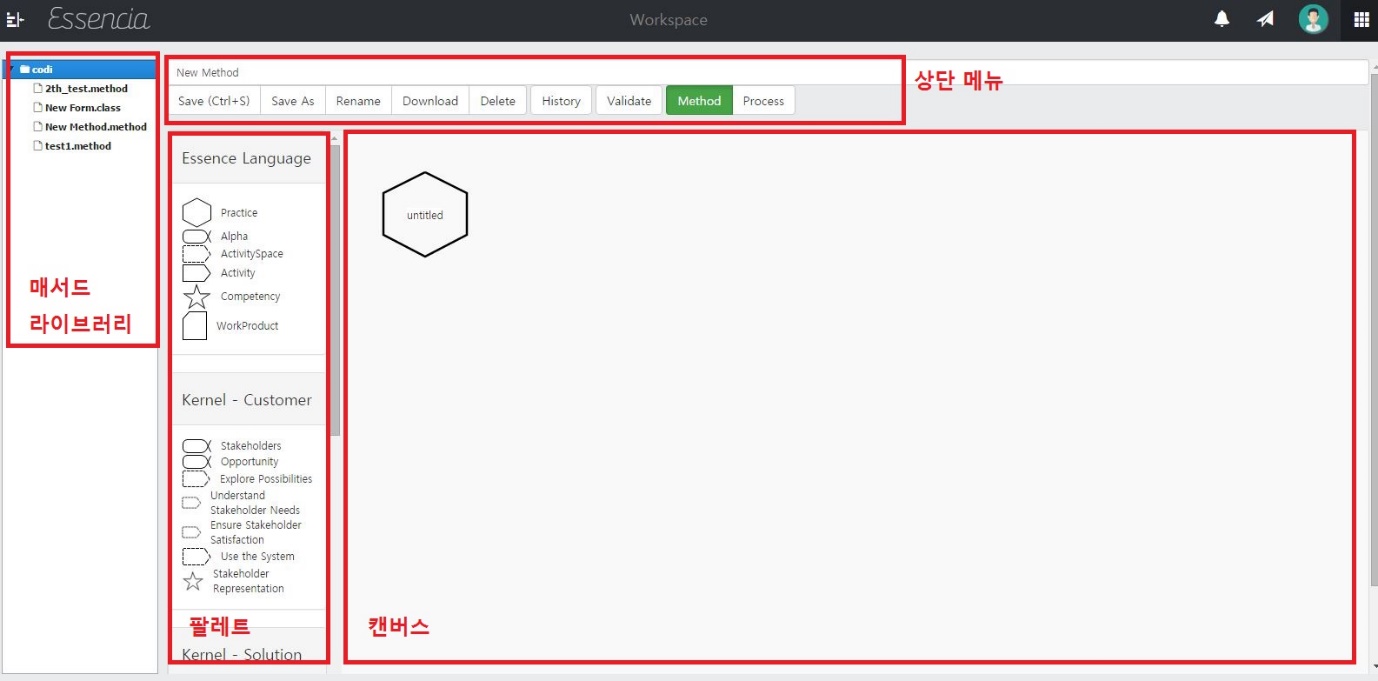 Essencia
Workspace
codi
2th_test.method
New Form.class
New Method.method
test1.method
매서드
라이브러리
New Method
Save (Ctrl+S) Save As Rename Download Delete History Validate Method Process
상단 메뉴
Essence Language
Practice
Alpha
ActivitySpace
Activity
Competency
WorkProduct
Kernel - Customer
Stakeholders
Opportunity
Explore Possibilities
Understand
Stakeholder Needs
Ensure Stakeholder
Satisfaction
Use the System
Stakeholder
Representation
팔레트
Kernel - Solution
untitled
캔버스